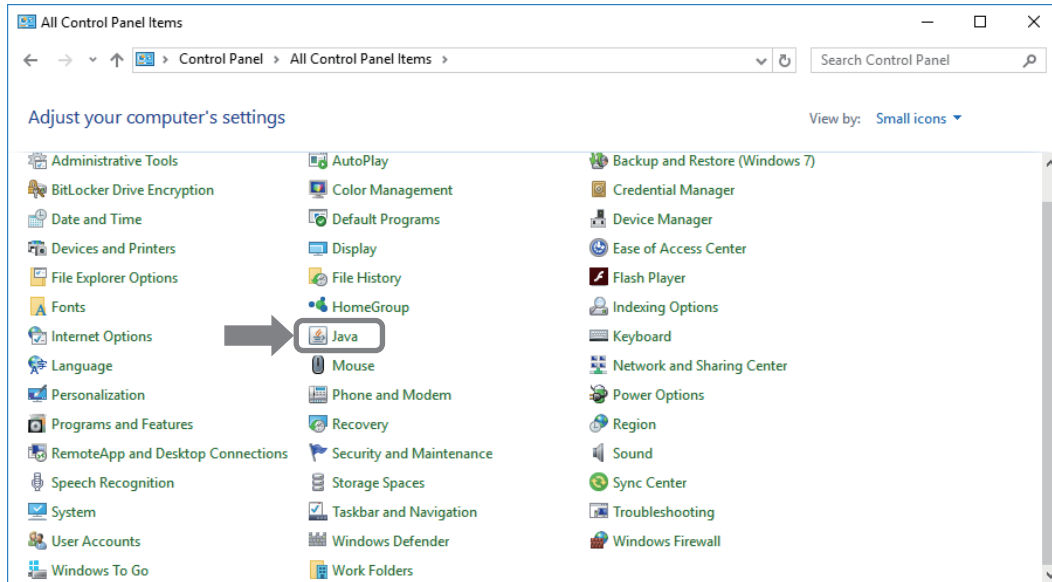 All Control Panel Items
Control Panel > All Control Panel Items >
Search Control Panel
Adjust your computer's settings
View by: Small icons
Administrative Tools
AutoPlay
Backup and Restore (Windows 7)
BitLocker Drive Encryption
Color Management
Credential Manager
Date and Time
Default Programs
Device Manager
Devices and Printers
Display
Ease of Access Center
File Explorer Options
File History
Flash Player
Fonts
HomeGroup
Indexing Options
Internet Options
Java
Keyboard
Language
Mouse
Network and Sharing Center
Personalization
Phone and Modem
Power Options
Programs and Features
Recovery
Region
RemoteApp and Desktop Connections
Security and Maintenance
Sound
Speech Recognition
Storage Spaces
Sync Center
System
Taskbar and Navigation
Troubleshooting
User Accounts
Windows Defender
Windows Firewall
Windows To Go
Work Folders